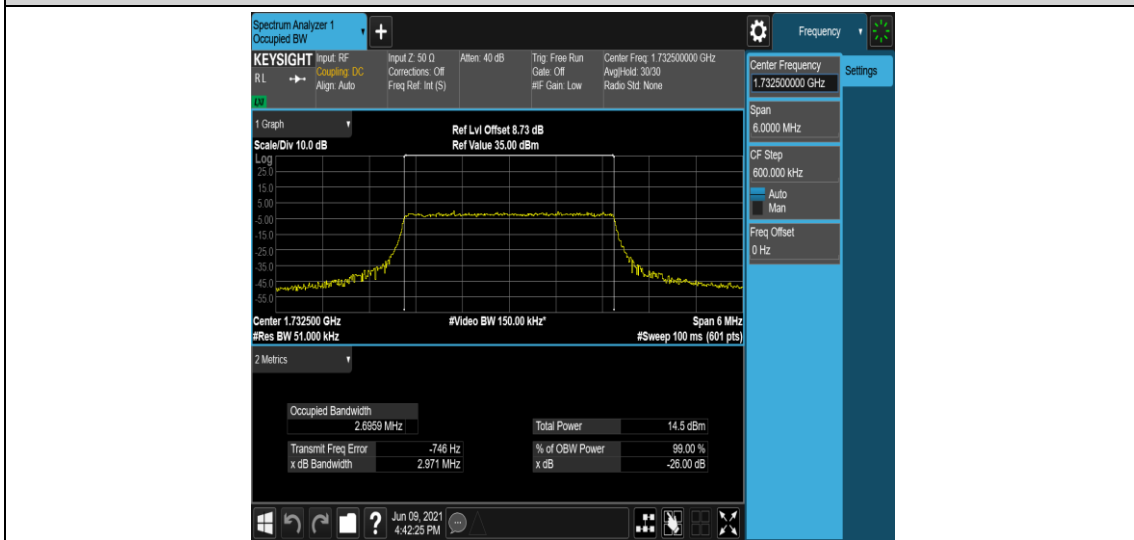 Spectrum Analyzer 1
Occupied BW
+
Frequency
KEYSIGHT
RL
LXI
Input: RF
Coupling: DC
Align: Auto
Input Z: 50 Ω
Corrections: Off
Freq Ref: Int (S)
Atten: 40 dB
Trig: Free Run
Gate: Off
#IF Gain: Low
Center Freq: 1.732500000 GHz
Avg|Hold: 30/30
Radio Std: None
Center Frequency
1.732500000 GHz
Settings
Span
6.0000 MHz
CF Step
600.000 kHz
Auto
Man
Freq Offset
0 Hz
1 Graph
Scale/Div 10.0 dB
Ref Lvl Offset 8.73 dB
Ref Value 35.00 dBm
Log
25.0
15.0
5.00
-5.00
-15.0
-25.0
-35.0
-45.0
-55.0
Center 1.732500 GHz
#Video BW 150.00 kHz*
Span 6 MHz
#Res BW 51.000 kHz
#Sweep 100 ms (601 pts)
2 Metrics
Occupied Bandwidth
2.6959 MHz
Total Power 14.5 dBm
Transmit Freq Error -746 Hz
% of OBW Power 99.00 %
x dB Bandwidth 2.971 MHz
x dB -26.00 dB
?
Jun 09, 2021
4:42:25 PM